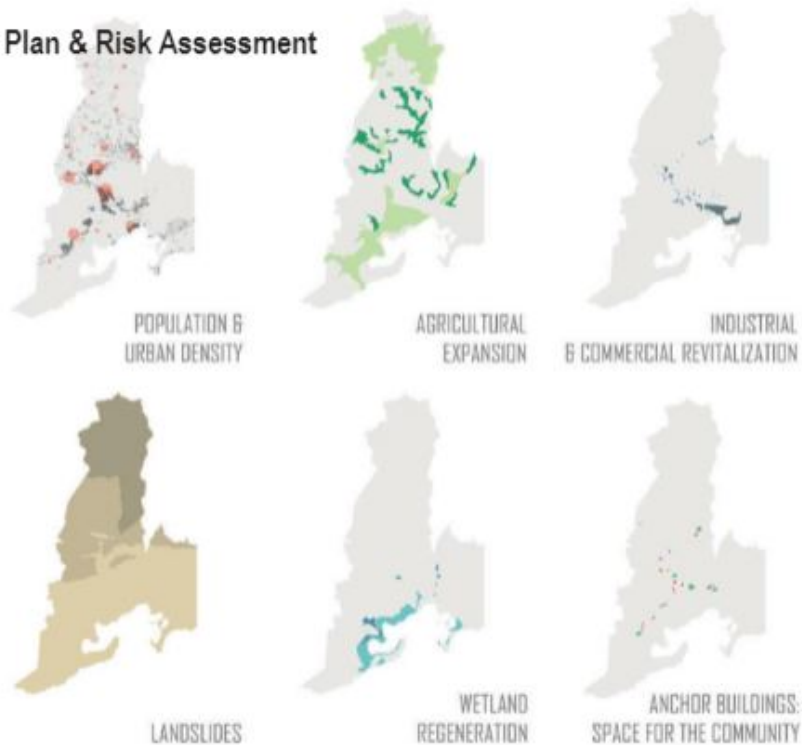 Plan & Risk Assessment
POPULATION &
URBAN DENSITY
AGRICULTURAL
EXPANSION
INDUSTRIAL
& COMMERCIAL REVITALIZATION
LANDSLIDES
WETLAND
REGENERATION
ANCHOR BUILDINGS:
SPACE FOR THE COMMUNITY